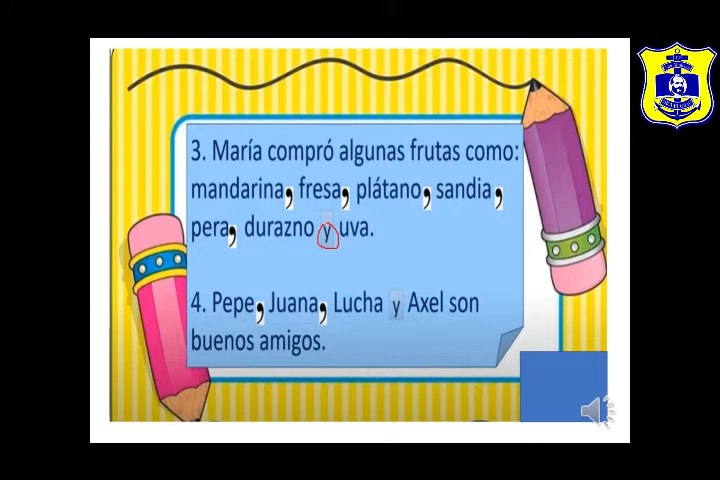 3. María compró algunas frutas como:
mandarina, fresa, plátano, sandia,
pera, durazno y uva.
4. Pepe, Juana, Lucha y Axel son
buenos amigos.